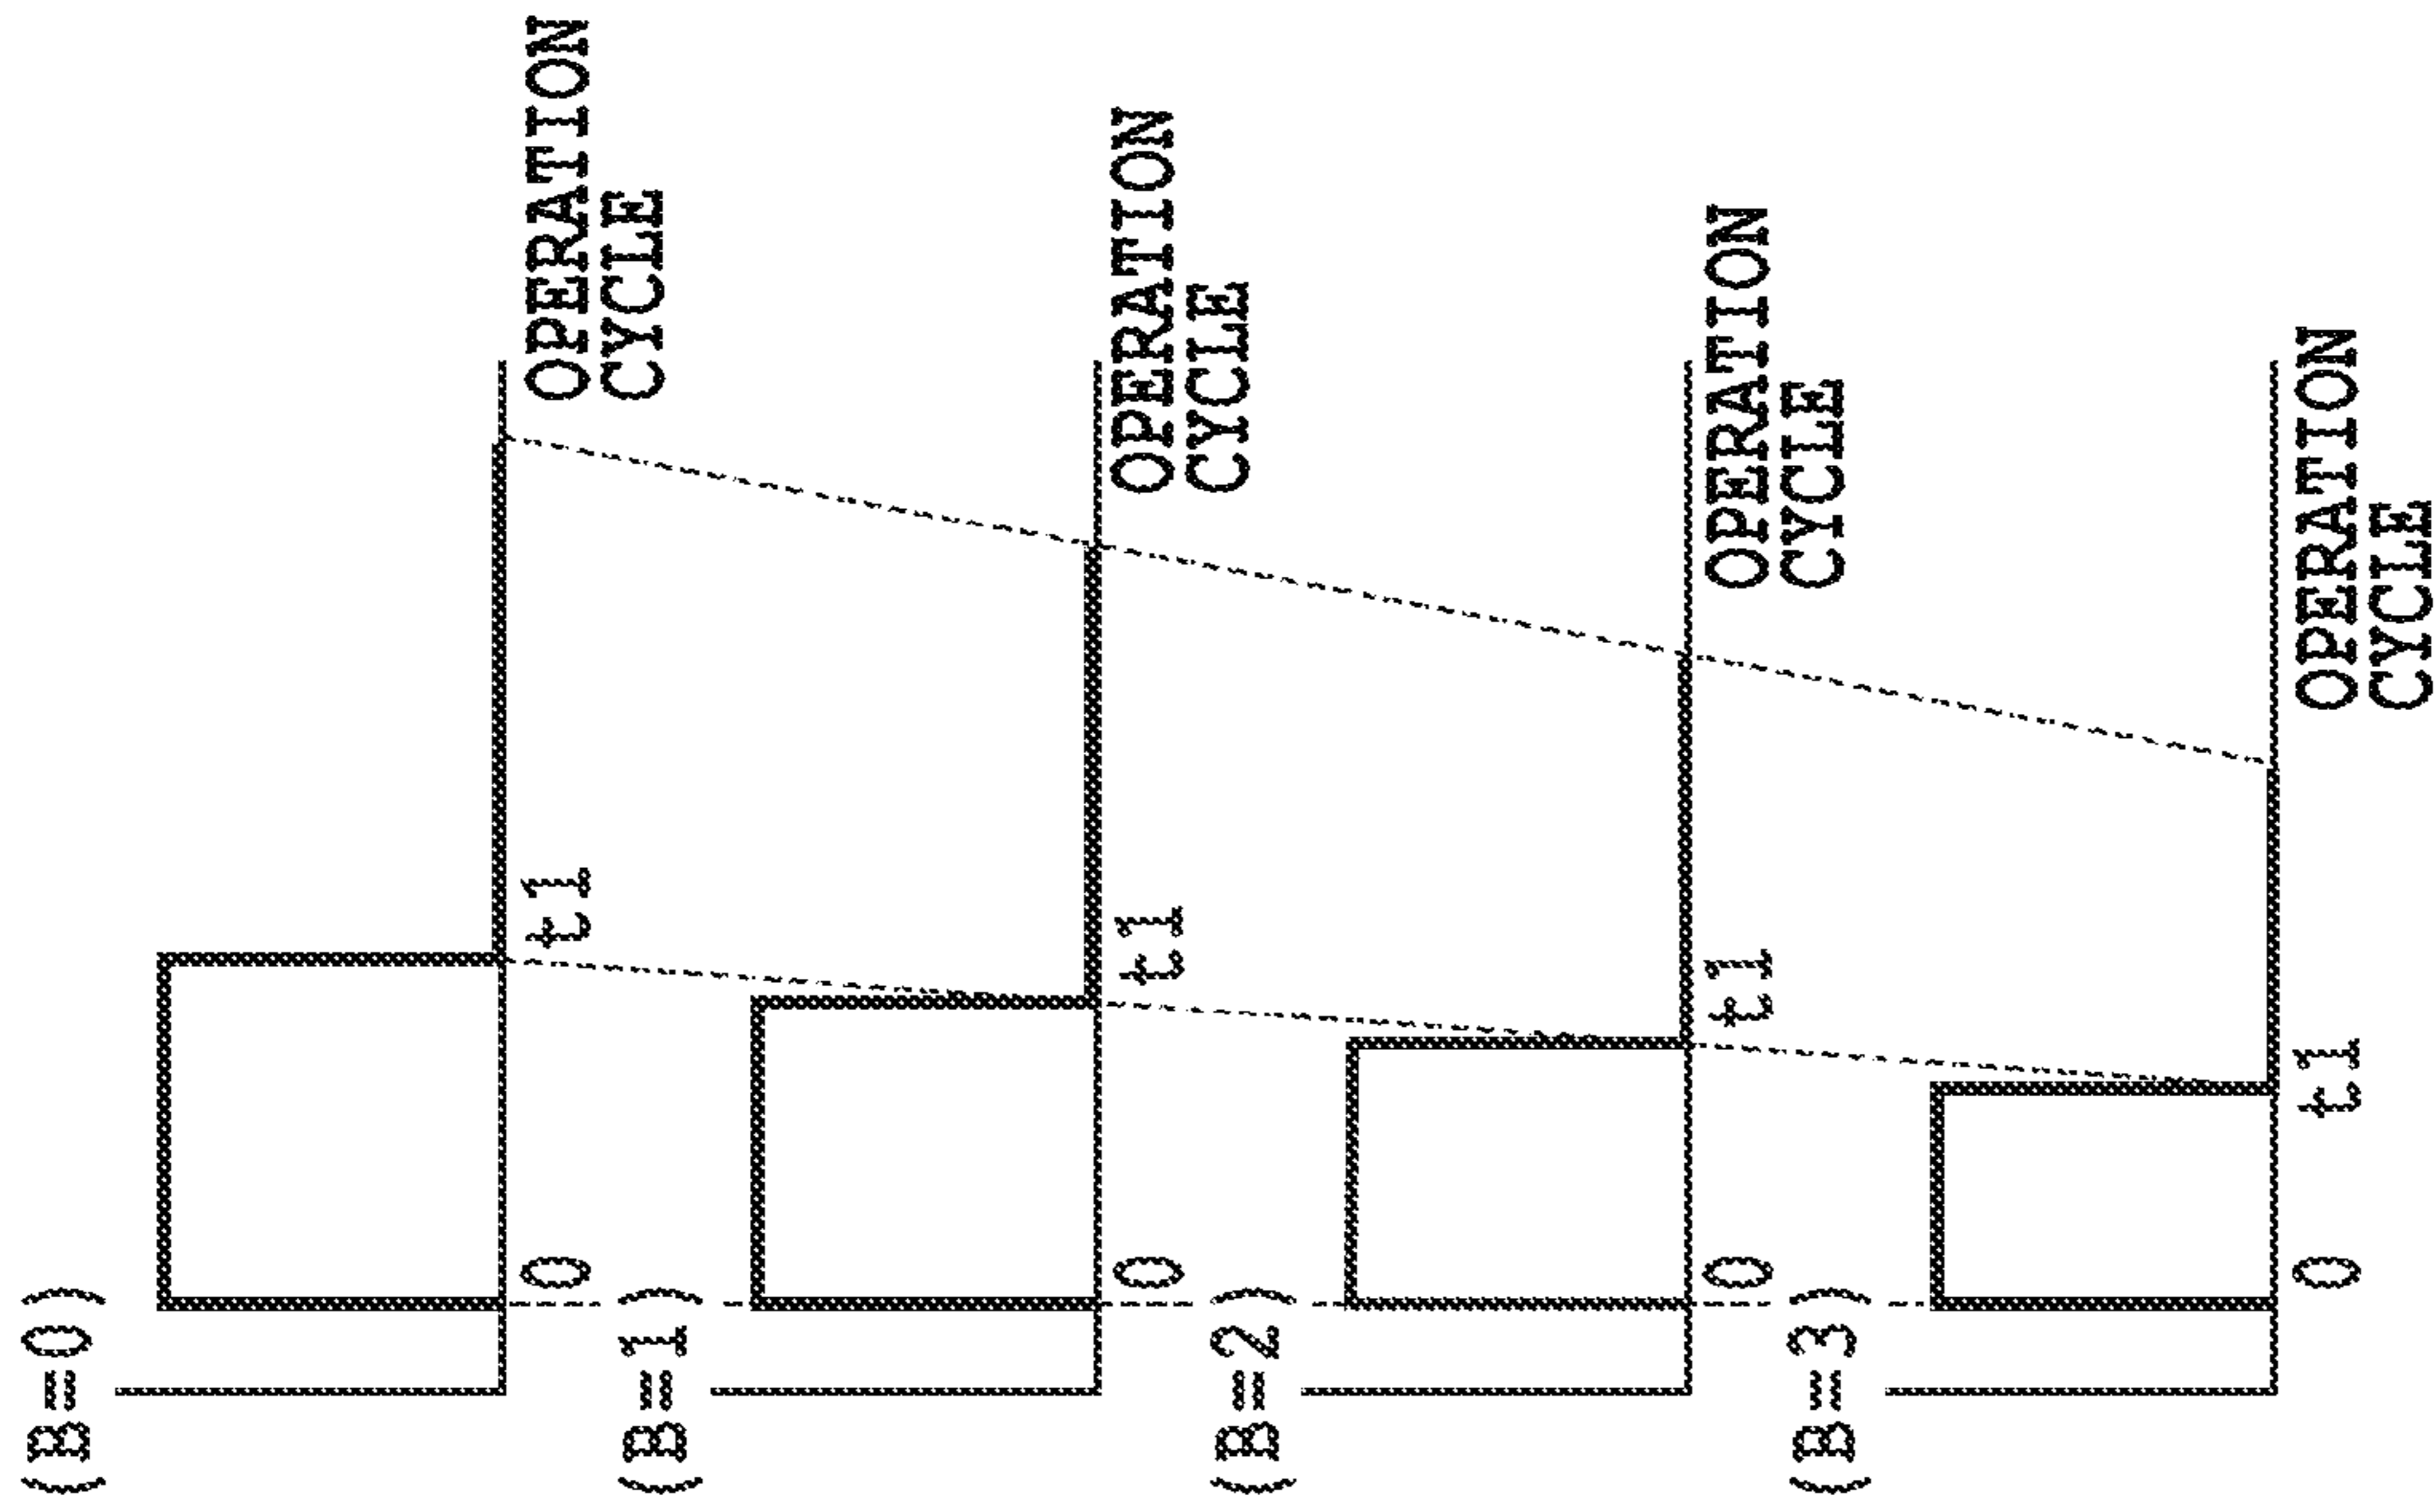 (B=0)
0 t1 OPERATION
CYCLE
(B=1)
0 t1 OPERATION
CYCLE
(B=2)
0 t1 OPERATION
CYCLE
(B=3)
0 t1 OPERATION
CYCLE